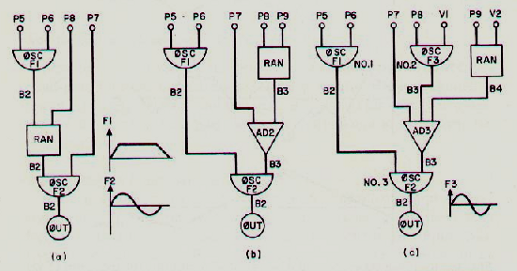 P5 P6 P8 P7
ØSC
F1
B2
RAN
B2
ØSC
F2
B2
ØUT
(a)
F1
F2
P5 - P6 P7 P8 P9
ØSC
F1
RAN
B2
B3
AD2
B3
ØSC
F2
B2
ØUT
(b)
P5 P6 P7 P8 V1 P9 V2
ØSC
F1
NO.1
NO.2
ØSC
F3
RAN
B2
B3
B4
AD3
B3
NO.3
ØSC
F2
B2
ØUT
F3
(c)